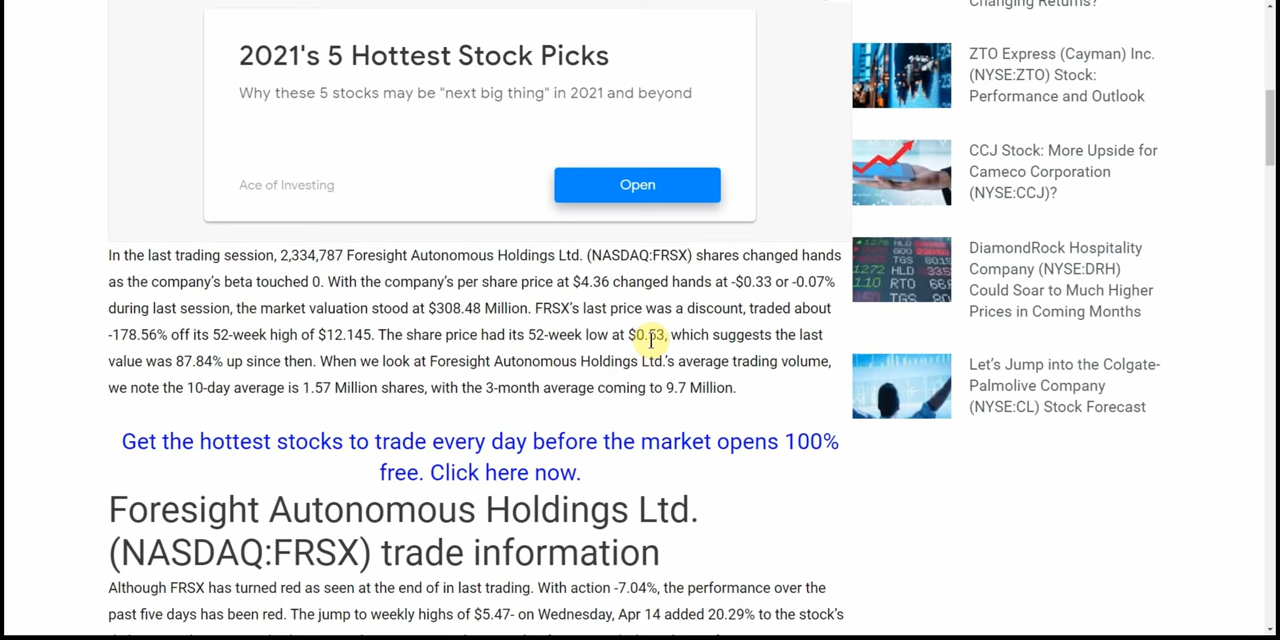 Changing Returns?
2021's 5 Hottest Stock Picks
Why these 5 stocks may be "next big thing" in 2021 and beyond
Ace of Investing
Open
In the last trading session, 2,334,787 Foresight Autonomous Holdings Ltd. (NASDAQ:FRSX) shares changed hands
as the company’s beta touched 0. With the company’s per share price at $4.36 changed hands at -$0.33 or -0.07%
during last session, the market valuation stood at $308.48 Million. FRSX’s last price was a discount, traded about
-178.56% off its 52-week high of $12.145. The share price had its 52-week low at $0.53, which suggests the last
value was 87.84% up since then. When we look at Foresight Autonomous Holdings Ltd.’s average trading volume,
we note the 10-day average is 1.57 Million shares, with the 3-month average coming to 9.7 Million.
Get the hottest stocks to trade every day before the market opens 100%
free. Click here now.
Foresight Autonomous Holdings Ltd.
(NASDAQ:FRSX) trade information
Although FRSX has turned red as seen at the end of in last trading. With action -7.04%, the performance over the
past five days has been red. The jump to weekly highs of $5.47- on Wednesday, Apr 14 added 20.29% to the stock’s
ZTO Express (Cayman) Inc.
(NYSE:ZTO) Stock:
Performance and Outlook
CCJ Stock: More Upside for
Cameco Corporation
(NYSE:CCJ)?
DiamondRock Hospitality
Company (NYSE:DRH)
Could Soar to Much Higher
Prices in Coming Months
Let’s Jump into the Colgate-
Palmolive Company
(NYSE:CL) Stock Forecast